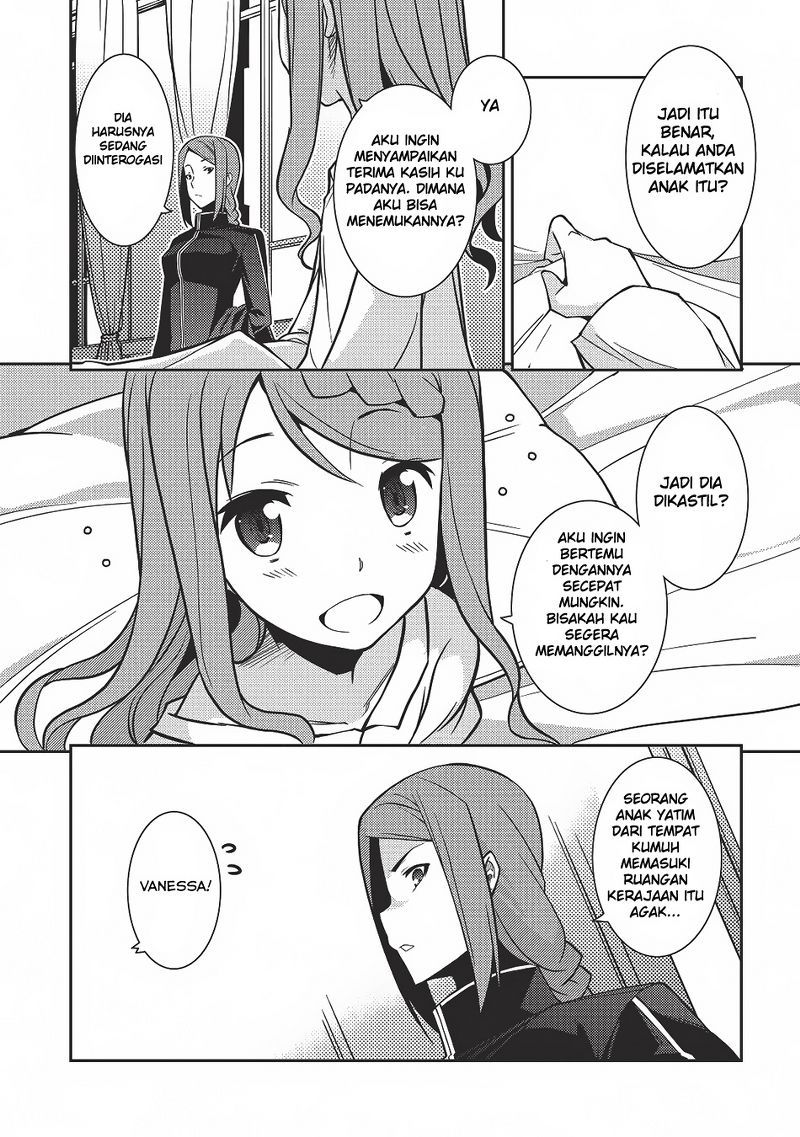 JADI ITU
BENAR,
KALAU ANDA
DISELAMATKAN
ANAK ITU?
YA
AKU INGIN
MENYAMPAIKAN
TERIMA KASIH KU
PADANYA. DIMANA
AKU BISA
MENEMUKANNYA?
DIA
HARUSNYA
SEDANG
DIINTEROGASI
JADI DIA
DIKASTIL?
AKU INGIN
BERTEMU
DENGANNYA
SECEPAT
MUNGKIN.
BISAKAH KAU
SEGERA
MEMANGGILNYA?
SEORANG
ANAK YATIM
DARI TEMPAT
KUMUH
MEMASUKI
RUANGAN
KERAJAAN ITU
AGAK...
VANESSA!